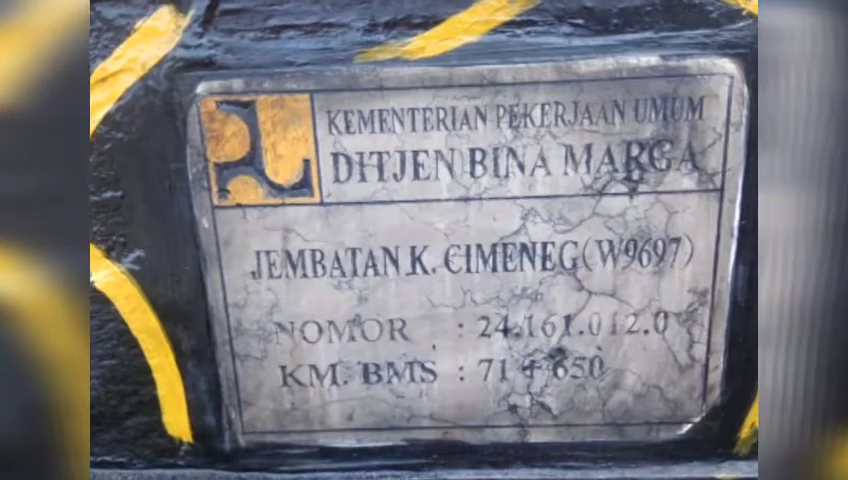 KEMENTERIAN PEKERJAAN UMUM
DITJEN BINA MARGA
JEMBATAN K. CIMENEG(W9697)
NOMOR : 24.161.012.0
KM. BMS : 71 + 650